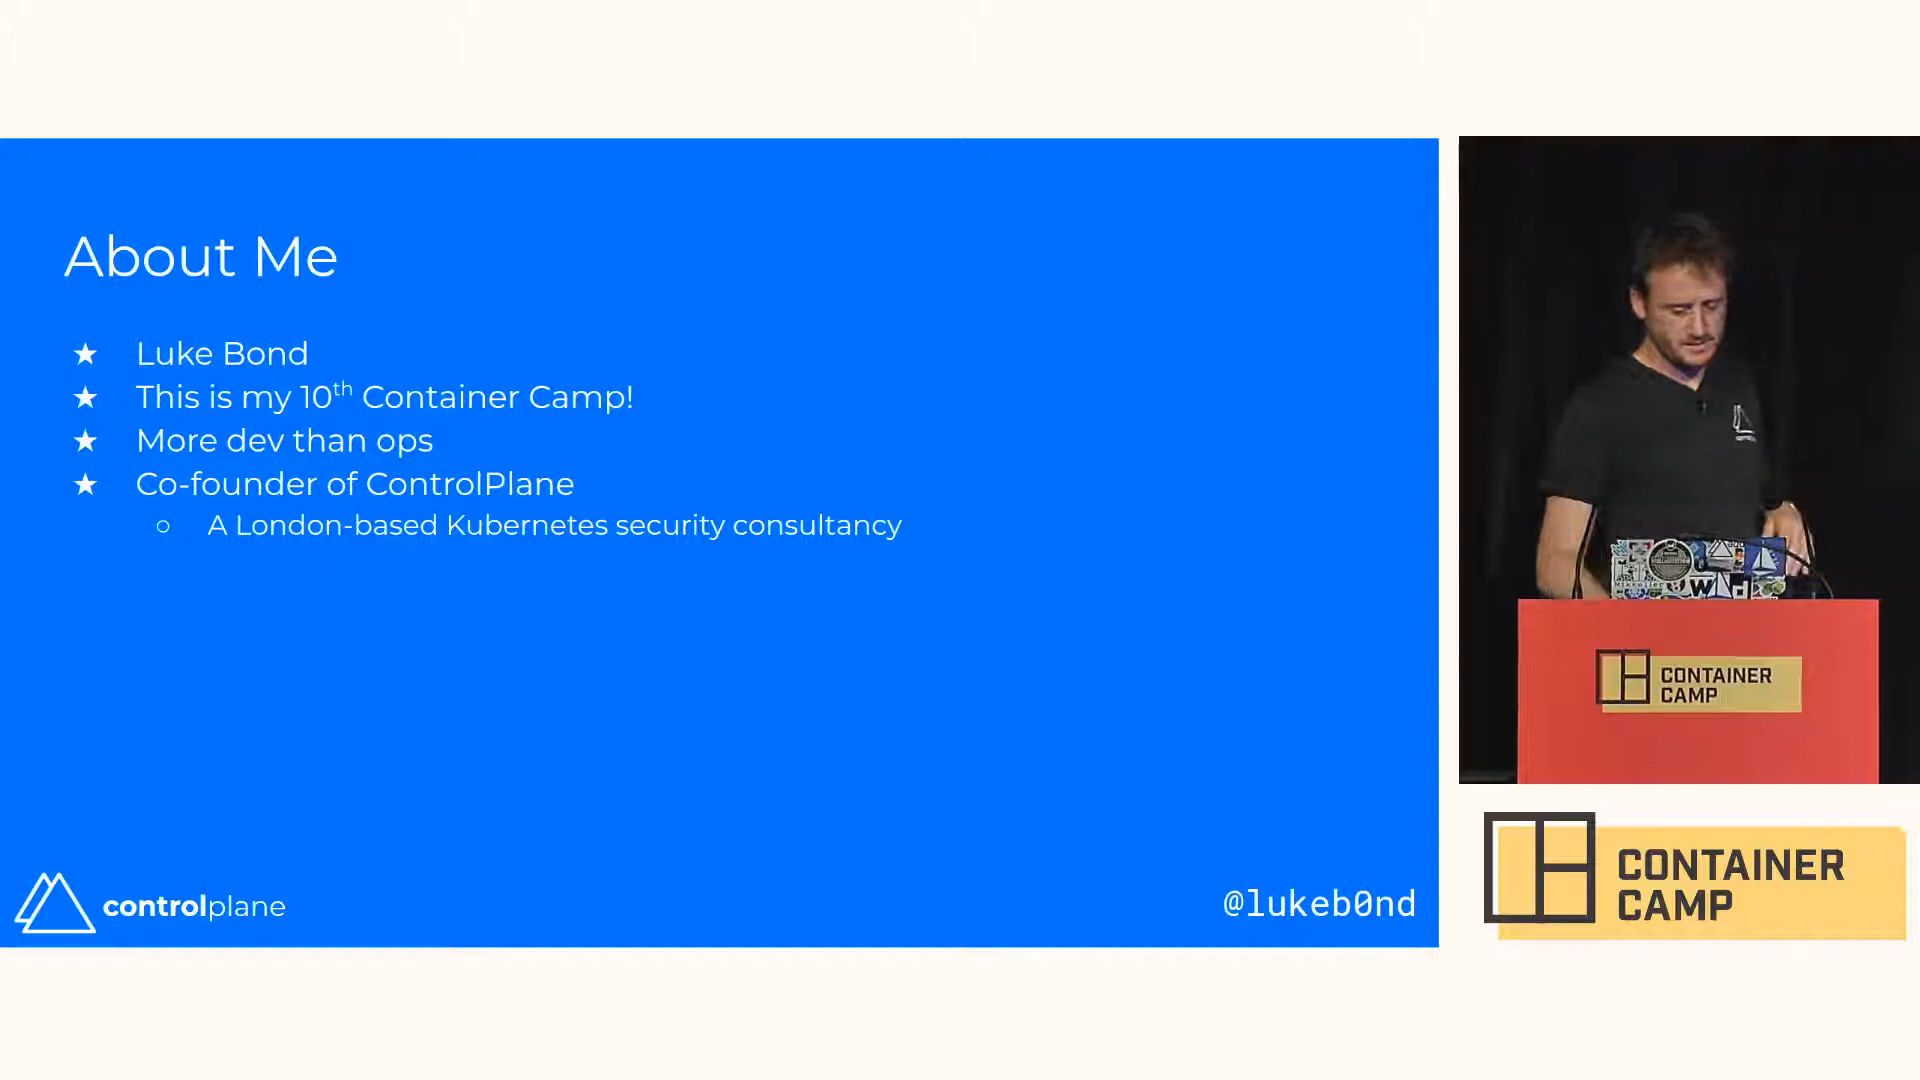 About Me
★ Luke Bond
★ This is my 10th Container Camp!
★ More dev than ops
★ Co-founder of ControlPlane
○ A London-based Kubernetes security consultancy
controlplane
@lukeb0nd
CONTAINER
CAMP
CONTAINER
CAMP